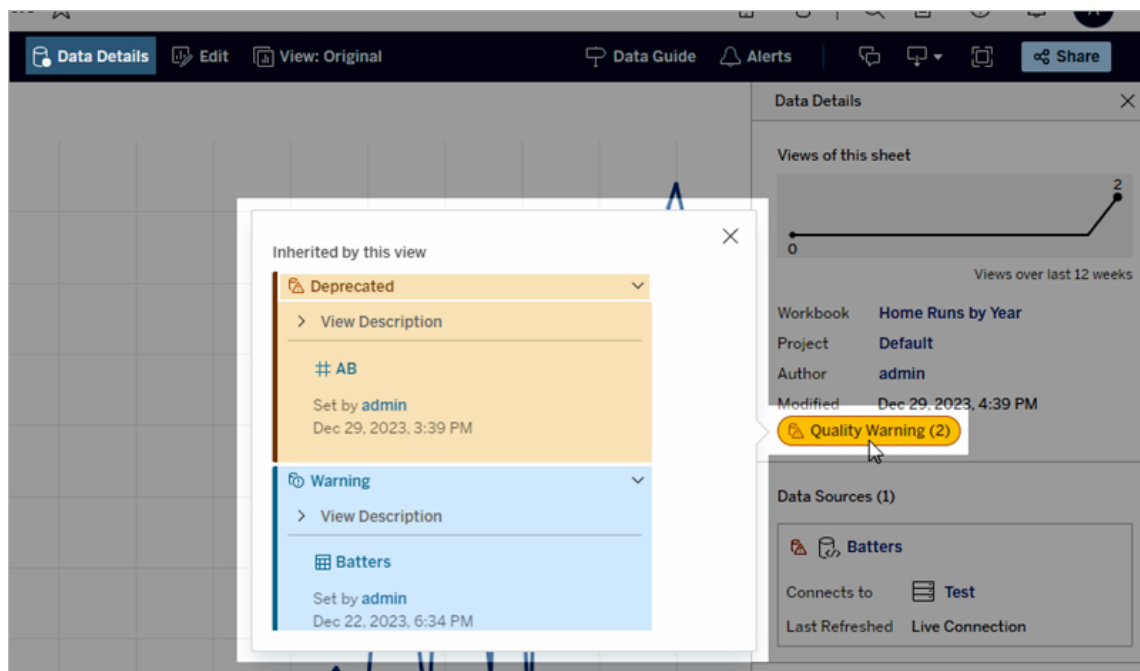 Data Details
Edit
View: Original
Data Guide
Alerts
Share
Data Details
Views of this sheet
2
0
Views over last 12 weeks
Workbook Home Runs by Year
Project Default
Author admin
Modified Dec 29, 2023, 4:39 PM
Quality Warning (2)
Data Sources (1)
Batters
Connects to Test
Last Refreshed Live Connection
Inherited by this view
Deprecated
View Description
AB
Set by admin
Dec 29, 2023, 3:39 PM
Warning
View Description
Batters
Set by admin
Dec 22, 2023, 6:34 PM